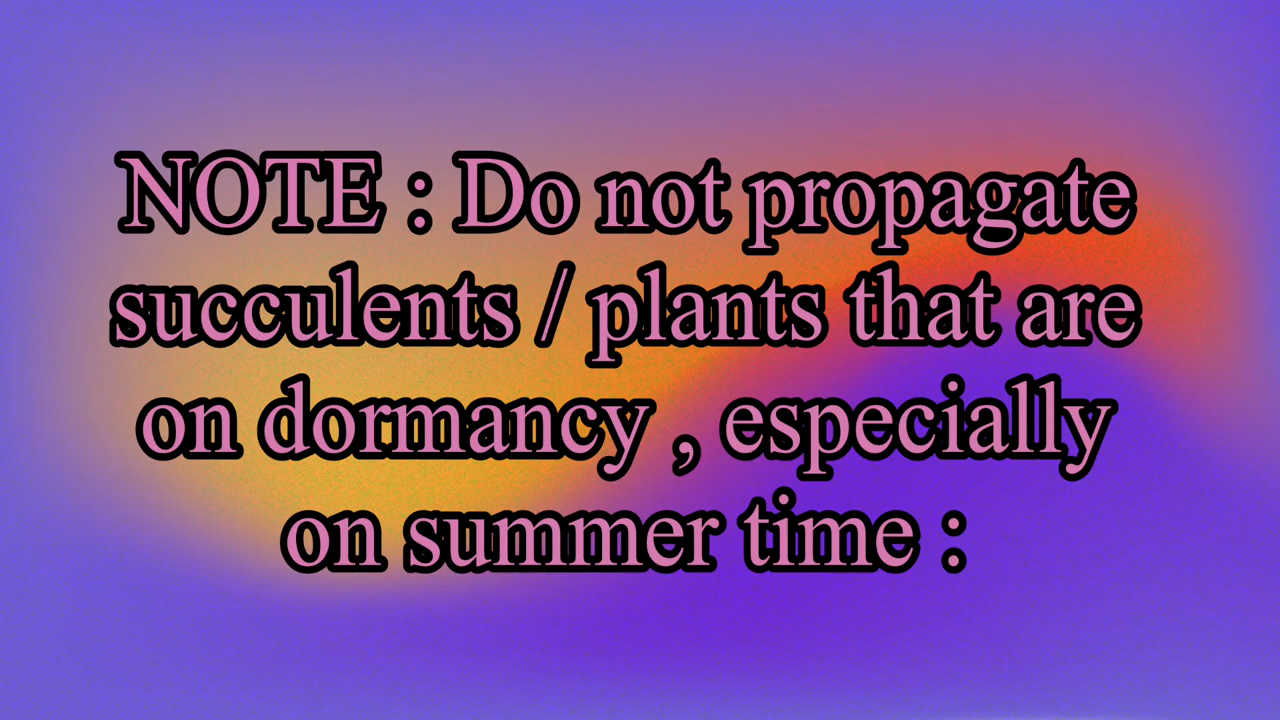 NOTE : Do not propagate
succulents / plants that are
on dormancy , especially
on summer time :